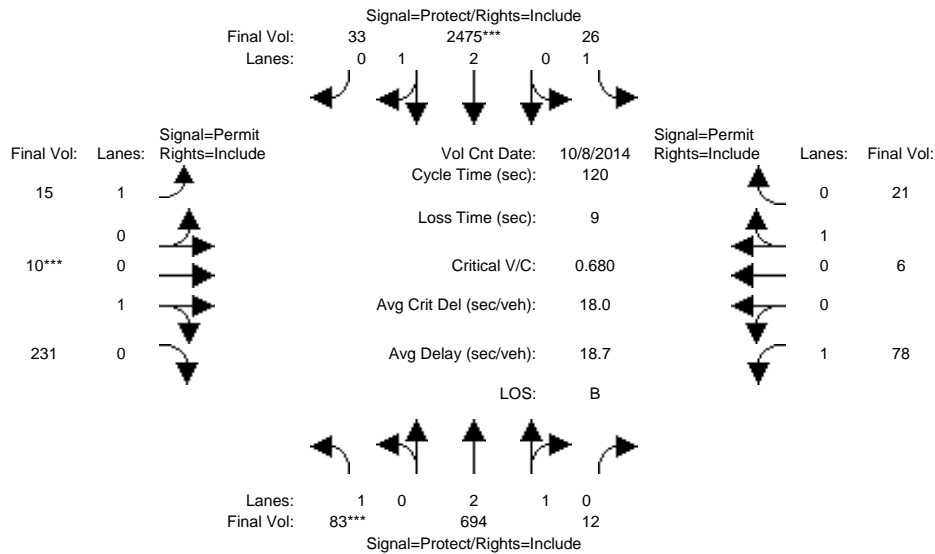 Signal=Protect/Rights=Include
Final Vol: 33 2475*** 26
Lanes: 0 1 2 0 1
Signal=Permit Signal=Permit
Final Vol: Lanes: Rights=Include Vol Cnt Date: 10/8/2014 Rights=Include Lanes: Final Vol:
Cycle Time (sec): 120
15 1 0 21
Loss Time (sec): 9
0 1
10*** 0 Critical V/C: 0.680 0 6
1 Avg Crit Del (sec/veh): 18.0 0
231 0 Avg Delay (sec/veh): 18.7 1 78
LOS: B
Lanes: 1 0 2 1 0
Final Vol: 83*** 694 12
Signal=Protect/Rights=Include